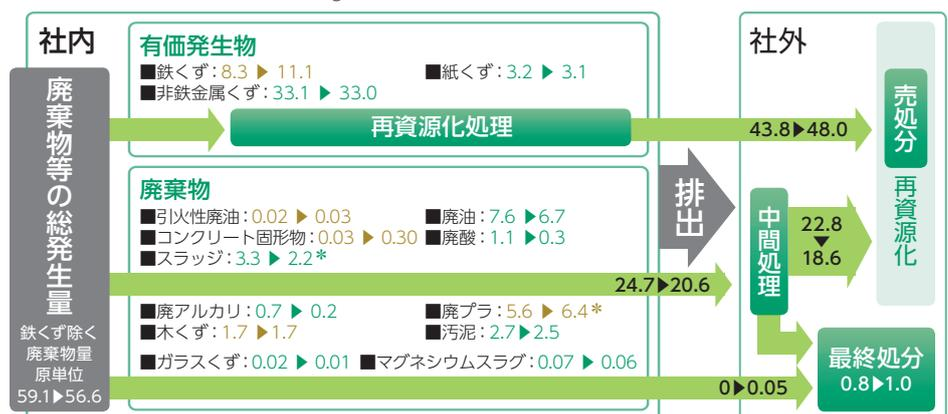 社内
廃棄物等の総発生量
鉄くず除く
廃棄物量
原単位
59.1▶56.6
有価発生物
■鉄くず：8.3 ▶ 11.1 ■紙くず：3.2 ▶ 3.1
■非鉄金属くず：33.1 ▶ 33.0
再資源化処理
廃棄物
■引火性廃油：0.02 ▶ 0.03 ■廃油：7.6 ▶6.7
■コンクリート固形物：0.03 ▶ 0.30 ■廃酸：1.1 ▶0.3
■スラッジ：3.3 ▶ 2.2*
24.7▶20.6
■廃アルカリ：0.7 ▶ 0.2 ■廃プラ：5.6 ▶ 6.4*
■木くず：1.7 ▶1.7 ■汚泥：2.7▶2.5
■ガラスくず：0.02 ▶ 0.01 ■マグネシウムスラグ：0.07 ▶ 0.06
排出
社外
43.8▶48.0
売処分
再資源化
中間処理
22.8
▼
18.6
0▶0.05
最終処分
0.8▶1.0